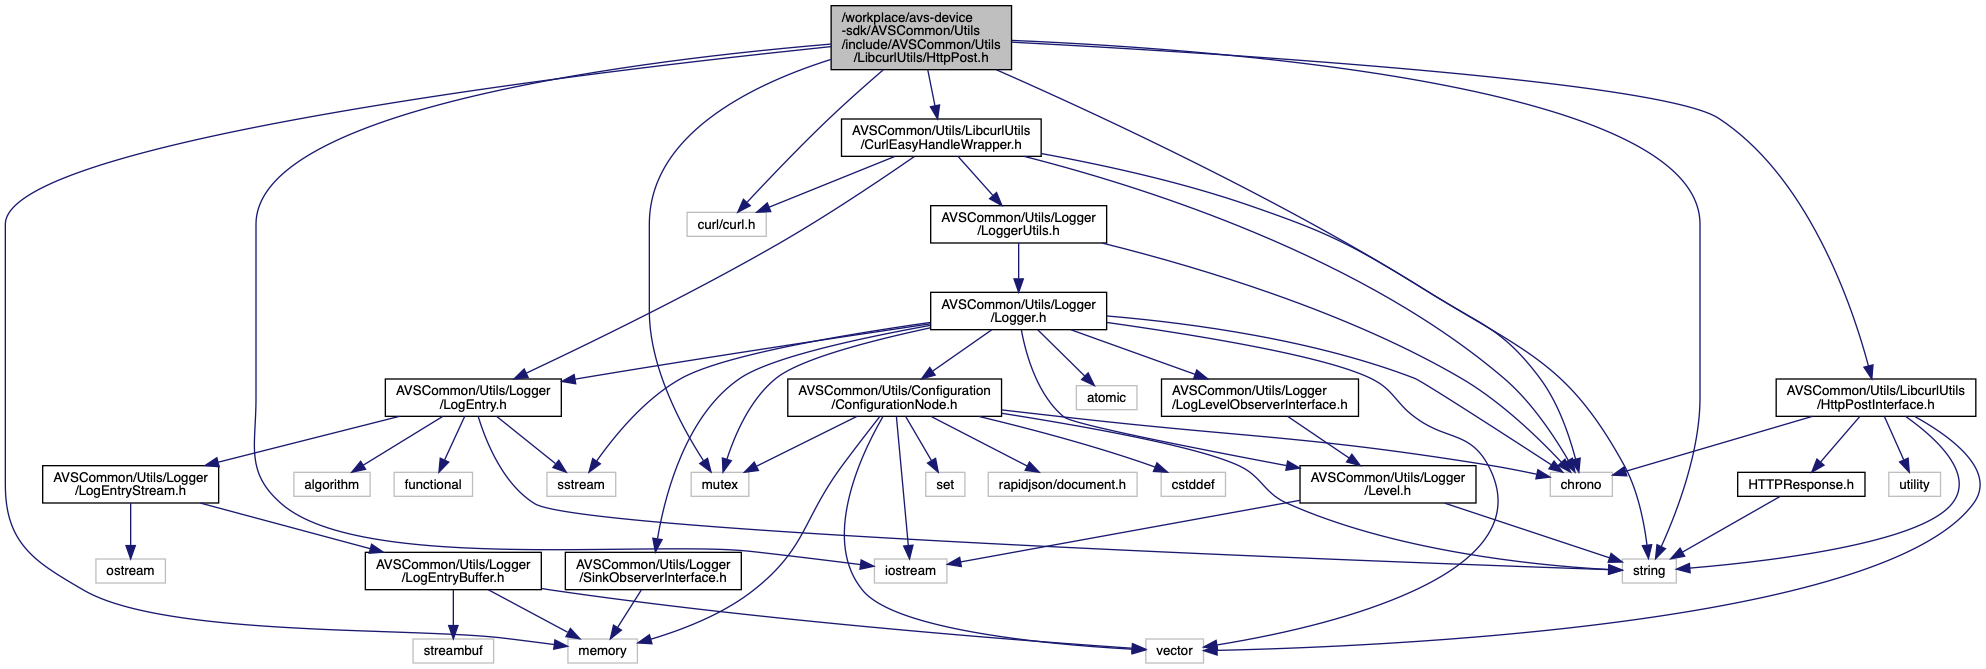 /workplace/avs-device
-sdk/AVSCommon/Utils
/include/AVSCommon/Utils
/LibcurlUtils/HttpPost.h
AVSCommon/Utils/LibcurlUtils
/CurlEasyHandleWrapper.h
curl/curl.h
AVSCommon/Utils/Logger
/LoggerUtils.h
AVSCommon/Utils/Logger
/Logger.h
AVSCommon/Utils/Logger
/LogEntry.h
AVSCommon/Utils/Configuration
/ConfigurationNode.h
atomic
AVSCommon/Utils/Logger
/LogLevelObserverInterface.h
AVSCommon/Utils/LibcurlUtils
/HttpPostInterface.h
AVSCommon/Utils/Logger
/LogEntryStream.h
algorithm
functional
sstream
mutex
set
rapidjson/document.h
cstddef
AVSCommon/Utils/Logger
/Level.h
chrono
HTTPResponse.h
utility
ostream
AVSCommon/Utils/Logger
/LogEntryBuffer.h
AVSCommon/Utils/Logger
/SinkObserverInterface.h
iostream
string
streambuf
memory
vector